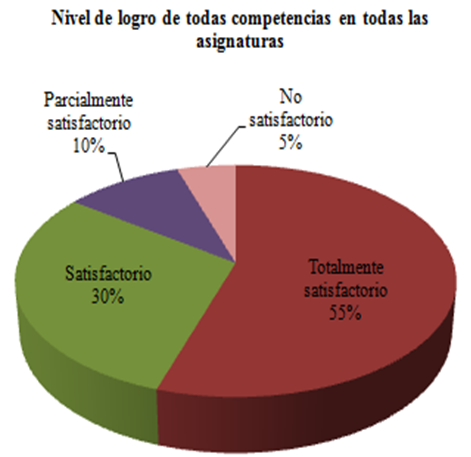 Nivel de logro de todas competencias en todas las
asignaturas
Parcialmente
satisfactorio
10%
No
satisfactorio
5%
Satisfactorio
30%
Totalmente
satisfactorio
55%